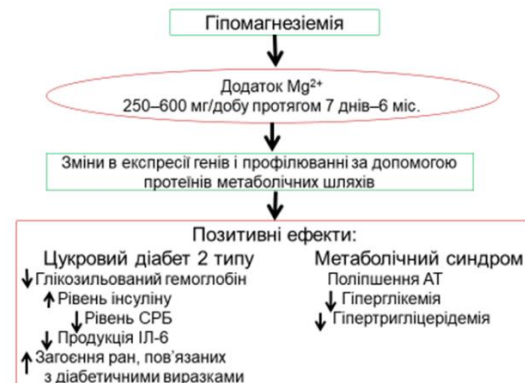 Гіпомагнезіемія
Додаток Mg²⁺
250–600 мг/добу протягом 7 днів–6 міс.
Зміни в експресії генів і профілюванні за допомогою
протеїнів метаболічних шляхів
Позитивні ефекти:
Цукровий діабет 2 типу
Глікозильований гемоглобін
Рівень інсуліну
Рівень СРБ
Продукція ІЛ-6
Загоєння ран, пов'язаних
з діабетичними виразками
Метаболічний синдром
Поліпшення АТ
Гіперглікемія
Гіпертригліцерідемія